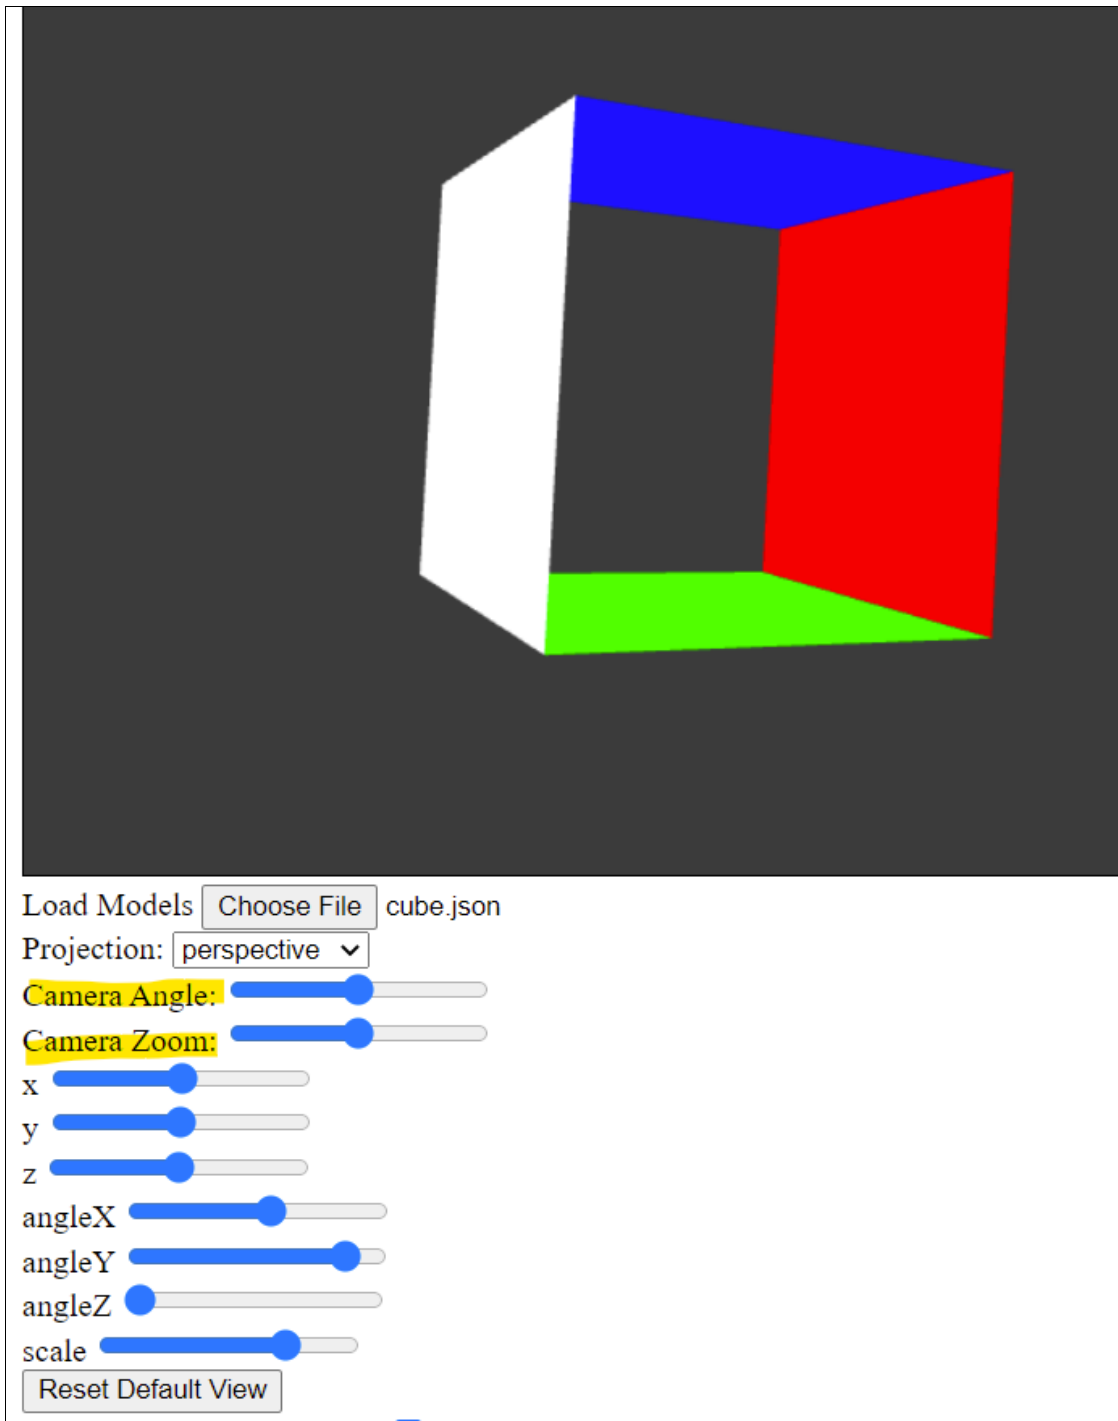 Load Models Choose File cube.json
Projection: perspective
Camera Angle:
Camera Zoom:
x
y
z
angleX
angleY
angleZ
scale
Reset Default View